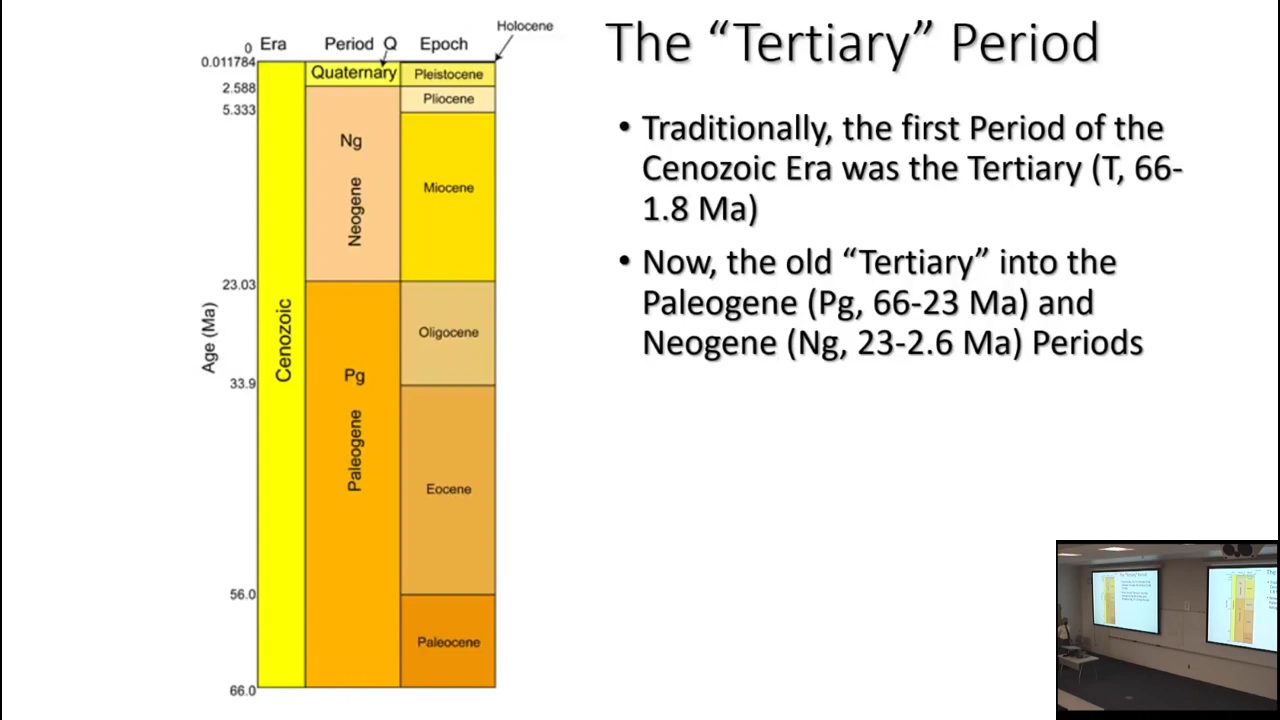 Holocene
0 Era Period Q Epoch
0.011784
Quaternary Pleistocene
2.588
Pliocene
5.333
Ng
Neogene
Miocene
23.03
Age (Ma)
Cenozoic
Oligocene
33.9
Pg
Paleogene
Eocene
56.0
Paleocene
66.0
The “Tertiary” Period
• Traditionally, the first Period of the
Cenozoic Era was the Tertiary (T, 66-
1.8 Ma)
• Now, the old “Tertiary” into the
Paleogene (Pg, 66-23 Ma) and
Neogene (Ng, 23-2.6 Ma) Periods
The “Tertiary” Period